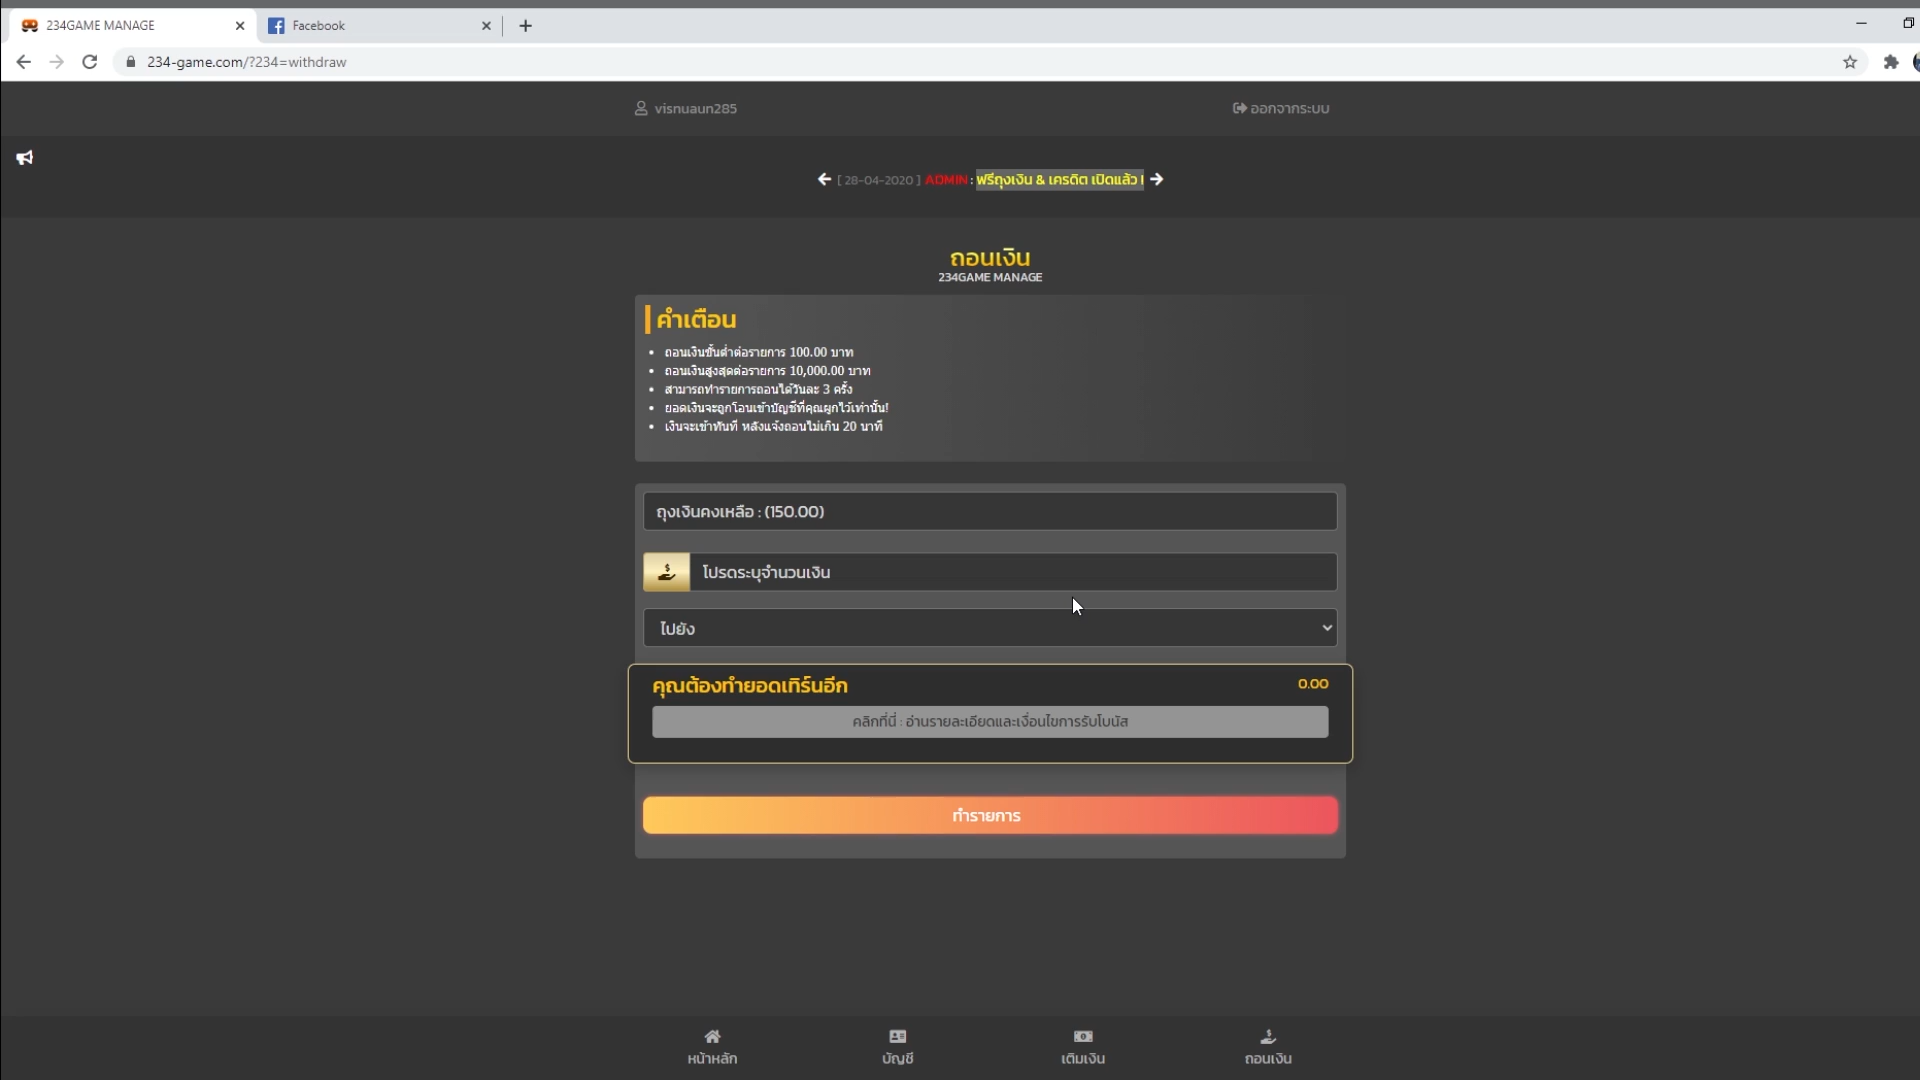 234GAME MANAGE
Facebook
234-game.com/?234=withdraw
visnuaun285
ออกจากระบบ
[ 28-04-2020 ] ADMIN : ฟรีถุงเงิน & เครดิต เปิดแล้ว !
ถอนเงิน
234GAME MANAGE
คำเตือน
ถอนเงินขั้นต่ำต่อรายการ 100.00 บาท
ถอนเงินสูงสุดต่อรายการ 10,000.00 บาท
สามารถทำรายการถอนได้วันละ 3 ครั้ง
ยอดเงินจะถูกโอนเข้าบัญชีที่คุณผูกไว้เท่านั้น!
เงินจะเข้าทันที หลังแจ้งถอนไม่เกิน 20 นาที
ถุงเงินคงเหลือ : (150.00)
โปรดระบุจำนวนเงิน
ไปยัง
คุณต้องทำยอดเทิร์นอีก 0.00
คลิกที่นี่ : อ่านรายละเอียดและเงื่อนไขการรับโบนัส
ทำรายการ
หน้าหลัก
บัญชี
เติมเงิน
ถอนเงิน